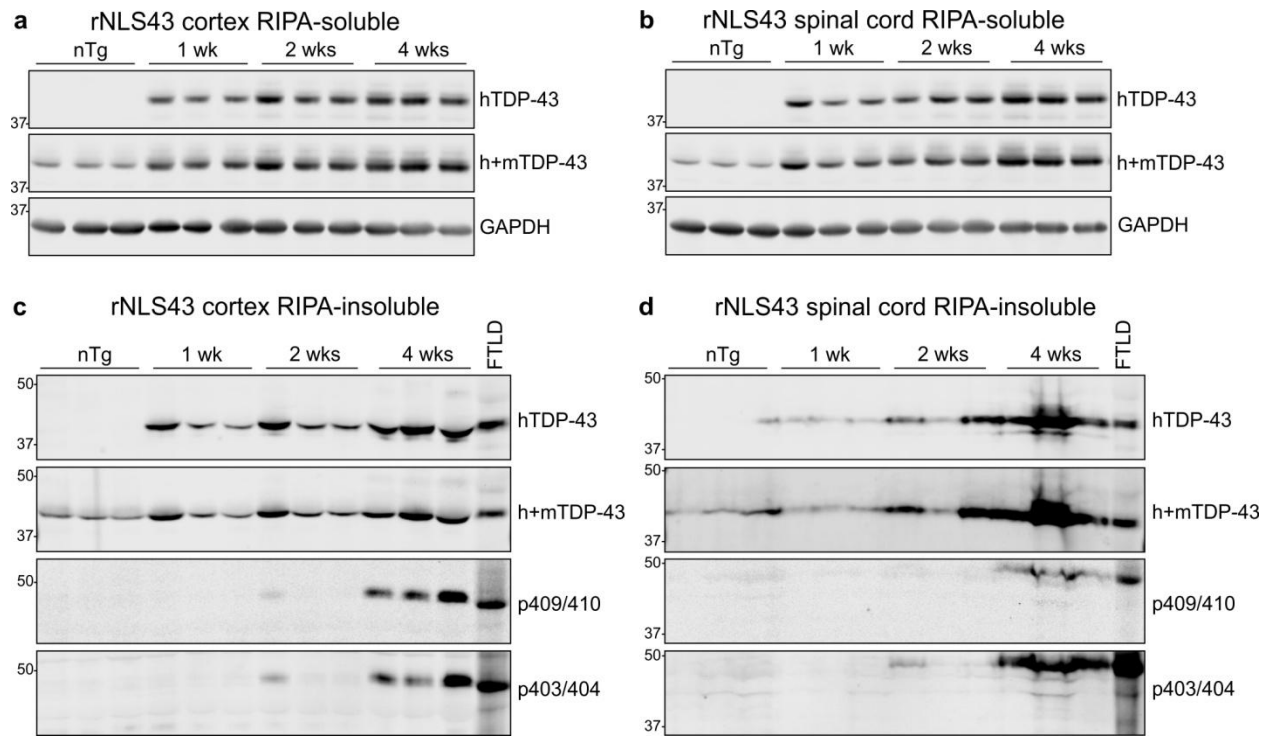 a
rNLS43 cortex RIPA-soluble
nTg 1 wk 2 wks 4 wks
hTDP-43
37-
h+mTDP-43
37-
37-
GAPDH
b
rNLS43 spinal cord RIPA-soluble
nTg 1 wk 2 wks 4 wks
hTDP-43
37-
h+mTDP-43
37-
37-
GAPDH
c
rNLS43 cortex RIPA-insoluble
nTg 1 wk 2 wks 4 wks FTLD
50-
hTDP-43
37-
50-
h+mTDP-43
37-
50-
p409/410
50-
p403/404
d
rNLS43 spinal cord RIPA-insoluble
nTg 1 wk 2 wks 4 wks FTLD
50-
hTDP-43
37-
50-
h+mTDP-43
37-
50-
p409/410
37-
50-
p403/404
37-